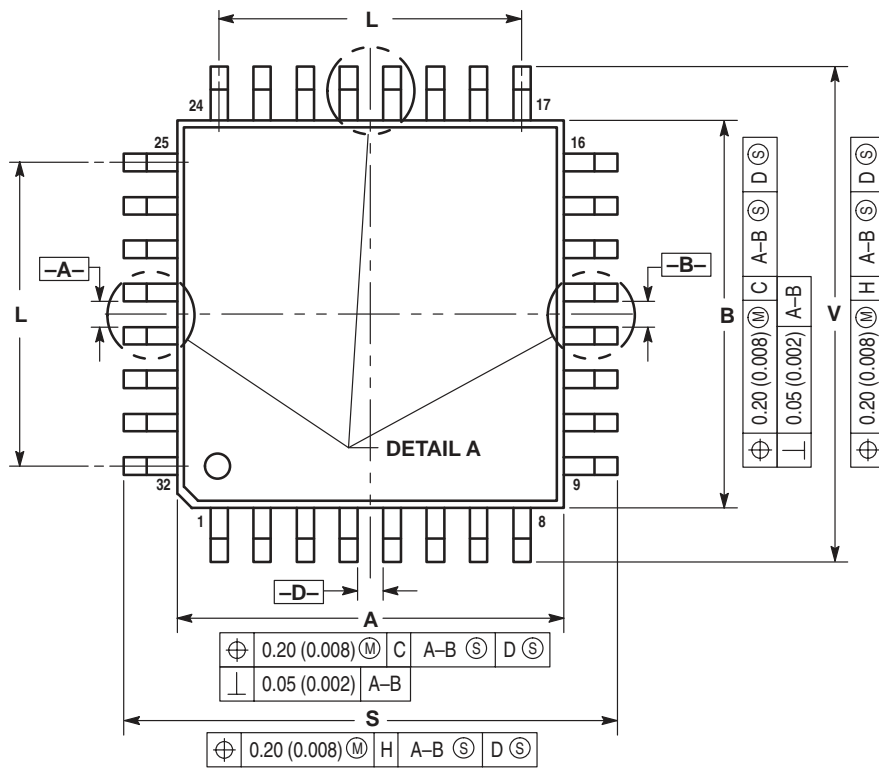 L
24
17
25
16
–A–
–B–
L
B
V
⌖ 0.20 (0.008) Ⓜ C A–B Ⓢ D Ⓢ
⟂ 0.05 (0.002) A–B
⌖ 0.20 (0.008) Ⓜ H A–B Ⓢ D Ⓢ
DETAIL A
32
9
1
8
–D–
A
⌖ 0.20 (0.008) Ⓜ C A–B Ⓢ D Ⓢ
⟂ 0.05 (0.002) A–B
S
⌖ 0.20 (0.008) Ⓜ H A–B Ⓢ D Ⓢ